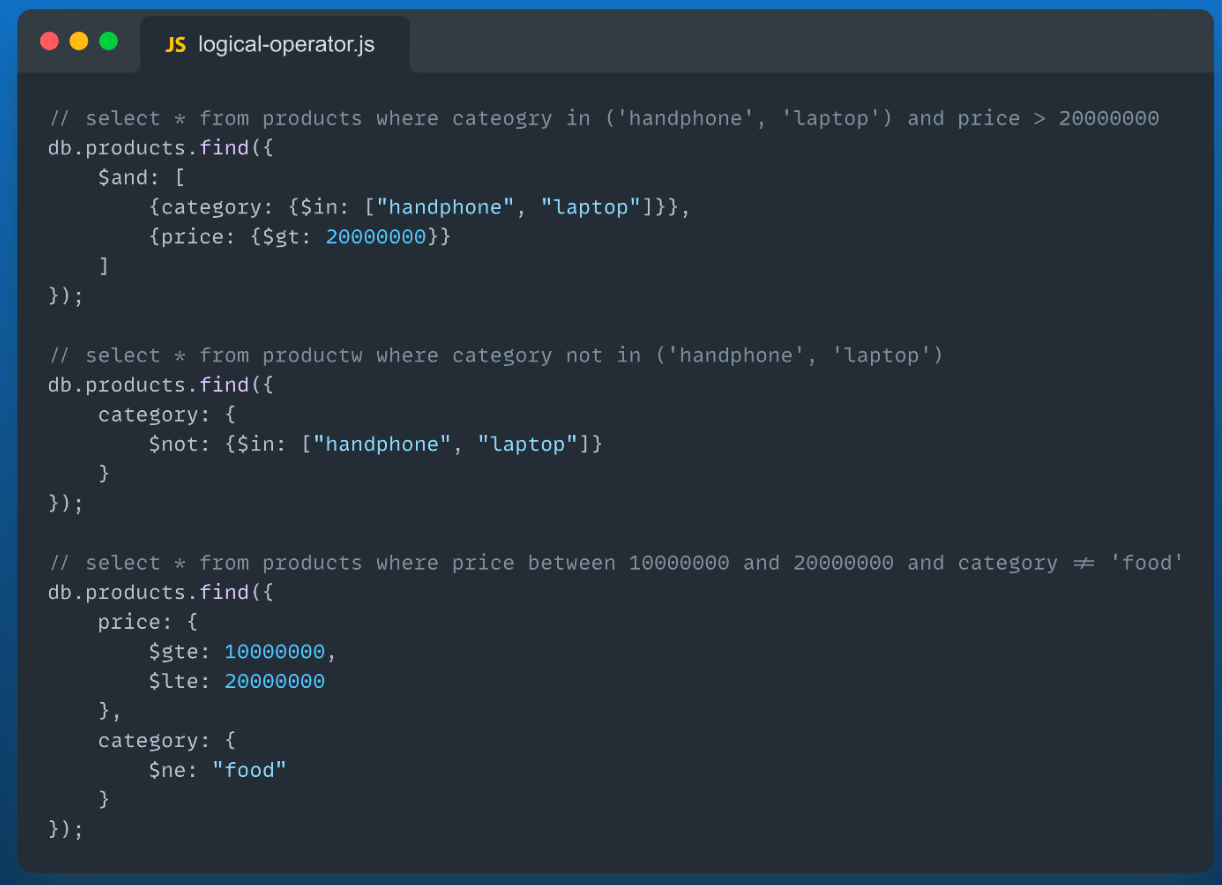 JS logical-operator.js
// select * from products where cateogry in ('handphone', 'laptop') and price > 20000000
db.products.find({
    $and: [
        {category: {$in: ["handphone", "laptop"]}},
        {price: {$gt: 20000000}}
    ]
});

// select * from productw where category not in ('handphone', 'laptop')
db.products.find({
    category: {
        $not: {$in: ["handphone", "laptop"]}
    }
});

// select * from products where price between 10000000 and 20000000 and category != 'food'
db.products.find({
    price: {
        $gte: 10000000,
        $lte: 20000000
    },
    category: {
        $ne: "food"
    }
});